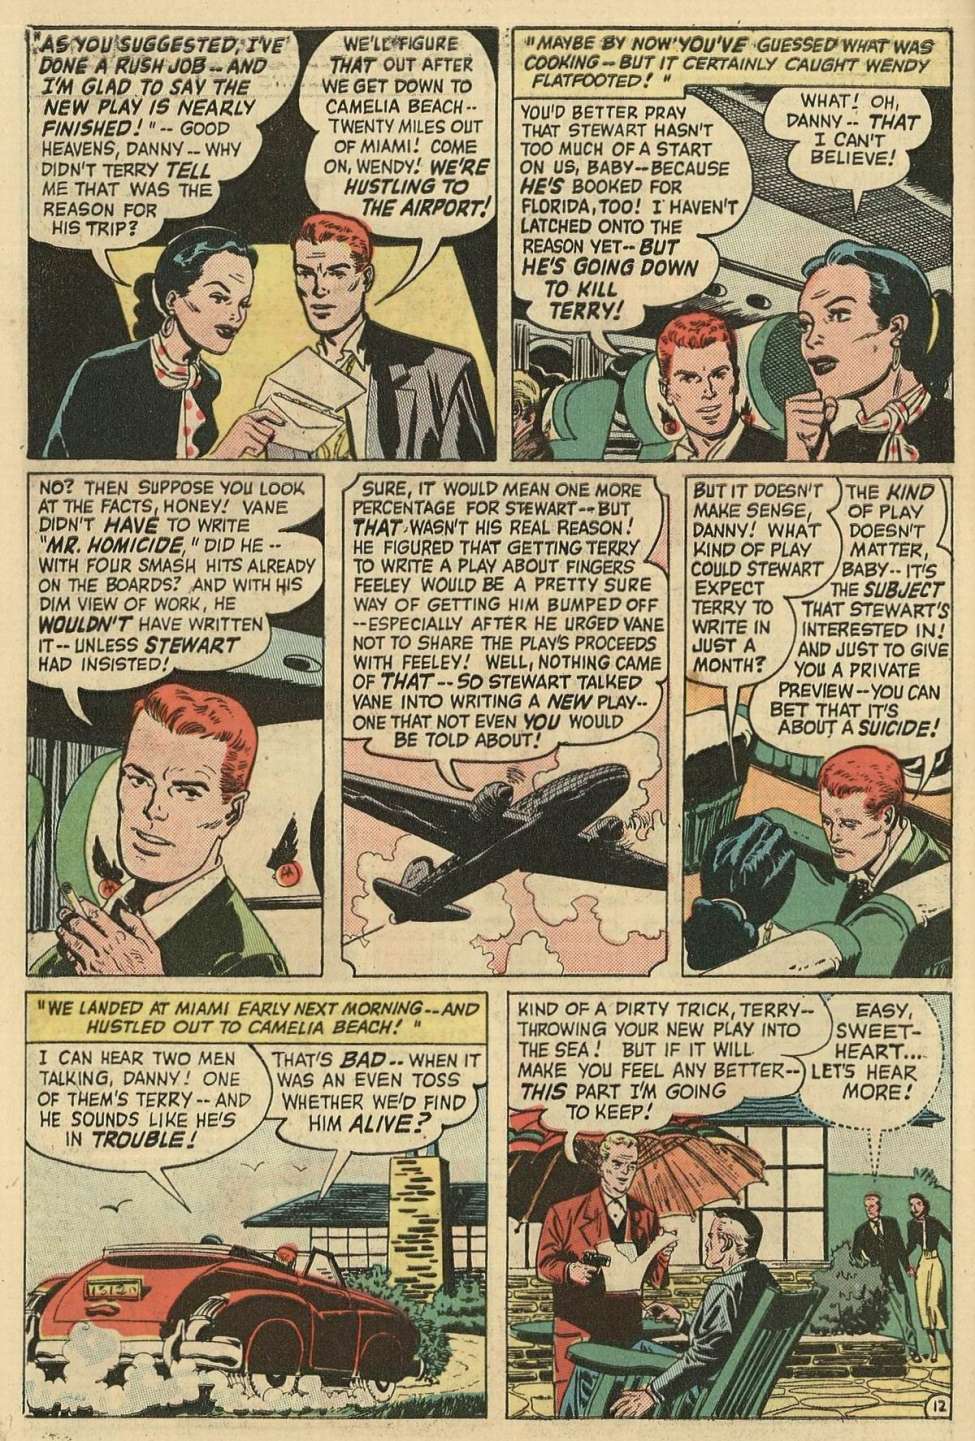 "AS YOU SUGGESTED, I'VE
DONE A RUSH JOB -- AND
I'M GLAD TO SAY THE
NEW PLAY IS NEARLY
FINISHED!" -- GOOD
HEAVENS, DANNY -- WHY
DIDN'T TERRY TELL
ME THAT WAS THE
REASON FOR
HIS TRIP?
WE'LL FIGURE
THAT OUT AFTER
WE GET DOWN TO
CAMELIA BEACH --
TWENTY MILES OUT
OF MIAMI! COME
ON, WENDY! WE'RE
HUSTLING TO
THE AIRPORT!
"MAYBE BY NOW YOU'VE GUESSED WHAT WAS
COOKING -- BUT IT CERTAINLY CAUGHT WENDY
FLATFOOTED!"
YOU'D BETTER PRAY
THAT STEWART HASN'T
TOO MUCH OF A START
ON US, BABY -- BECAUSE
HE'S BOOKED FOR
FLORIDA, TOO! I HAVEN'T
LATCHED ONTO THE
REASON YET -- BUT
HE'S GOING DOWN
TO KILL
TERRY!
WHAT! OH,
DANNY -- THAT
I CAN'T
BELIEVE!
NO? THEN SUPPOSE YOU LOOK
AT THE FACTS, HONEY! VANE
DIDN'T HAVE TO WRITE
"MR. HOMICIDE," DID HE --
WITH FOUR SMASH HITS ALREADY
ON THE BOARDS? AND WITH HIS
DIM VIEW OF WORK, HE
WOULDN'T HAVE WRITTEN
IT -- UNLESS STEWART
HAD INSISTED!
AA
SURE, IT WOULD MEAN ONE MORE
PERCENTAGE FOR STEWART -- BUT
THAT WASN'T HIS REAL REASON!
HE FIGURED THAT GETTING TERRY
TO WRITE A PLAY ABOUT FINGERS
FEELEY WOULD BE A PRETTY SURE
WAY OF GETTING HIM BUMPED OFF
-- ESPECIALLY AFTER HE URGED VANE
NOT TO SHARE THE PLAY'S PROCEEDS
WITH FEELEY! WELL, NOTHING CAME
OF THAT -- SO STEWART TALKED
VANE INTO WRITING A NEW PLAY --
ONE THAT NOT EVEN YOU WOULD
BE TOLD ABOUT!
BUT IT DOESN'T
MAKE SENSE,
DANNY! WHAT
KIND OF PLAY
COULD STEWART
EXPECT
TERRY TO
WRITE IN
JUST A
MONTH?
THE KIND
OF PLAY
DOESN'T
MATTER,
BABY -- IT'S
THE SUBJECT
THAT STEWART'S
INTERESTED IN!
AND JUST TO GIVE
YOU A PRIVATE
PREVIEW -- YOU CAN
BET THAT IT'S
ABOUT A SUICIDE!
"WE LANDED AT MIAMI EARLY NEXT MORNING -- AND
HUSTLED OUT TO CAMELIA BEACH!"
I CAN HEAR TWO MEN
TALKING, DANNY! ONE
OF THEM'S TERRY -- AND
HE SOUNDS LIKE HE'S
IN TROUBLE!
THAT'S BAD -- WHEN IT
WAS AN EVEN TOSS
WHETHER WE'D FIND
HIM ALIVE?
KIND OF A DIRTY TRICK, TERRY --
THROWING YOUR NEW PLAY INTO
THE SEA! BUT IF IT WILL
MAKE YOU FEEL ANY BETTER --
THIS PART I'M GOING
TO KEEP!
EASY,
SWEET-
HEART...
LET'S HEAR
MORE!
12